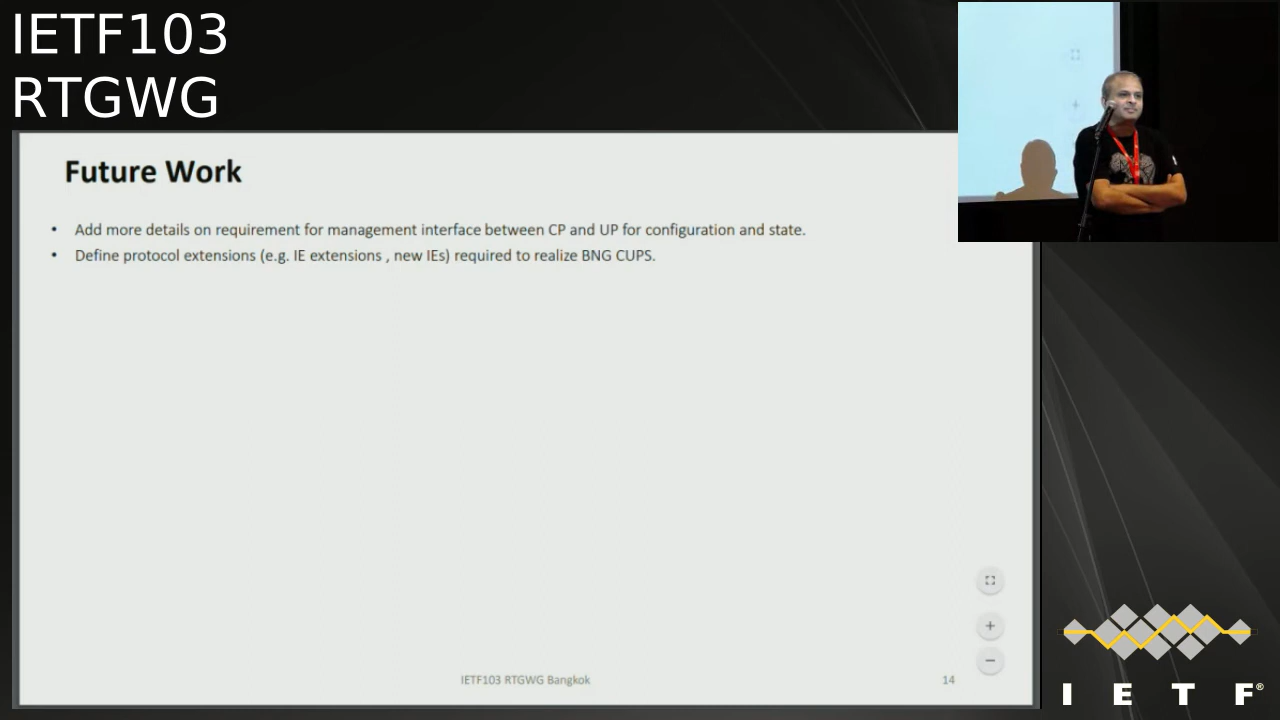 IETF103
RTGWG
Future Work
• Add more details on requirement for management interface between CP and UP for configuration and state.
• Define protocol extensions (e.g. IE extensions , new IEs) required to realize BNG CUPS.
IETF103 RTGWG Bangkok
14
I E T F®